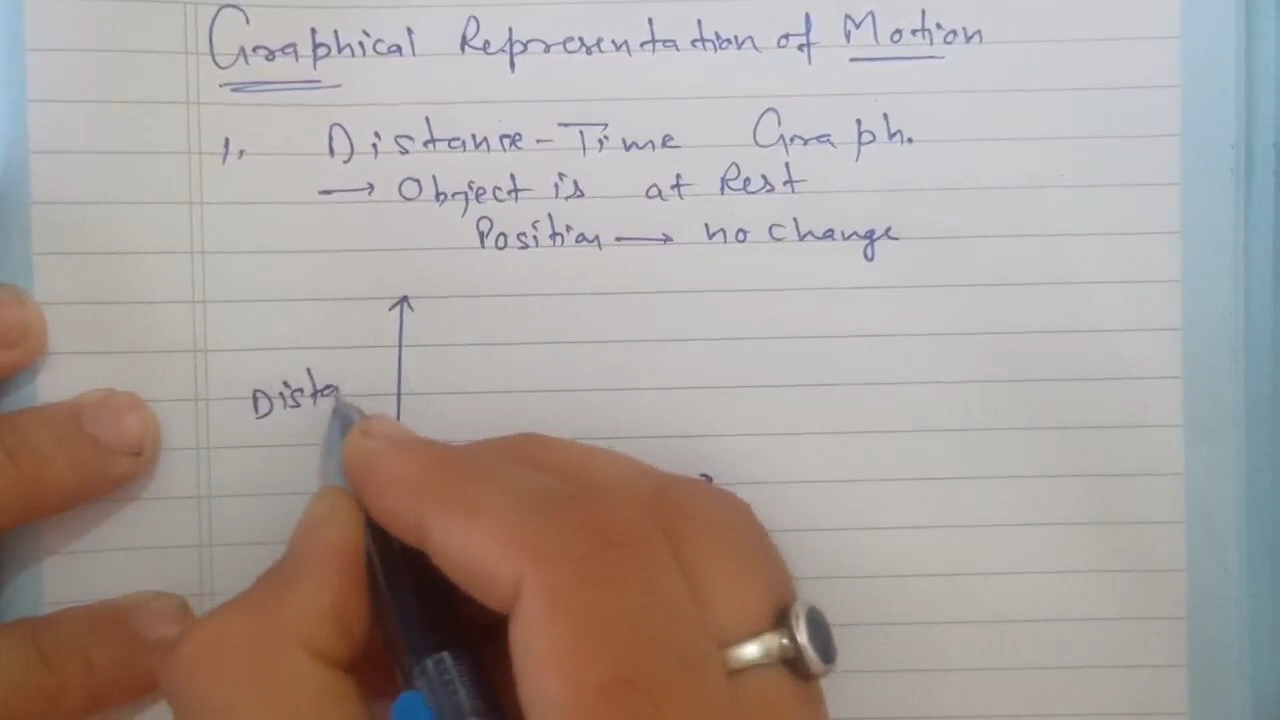 Graphical Representation of Motion
1. Distance-Time Graph.
→ Object is at Rest
Position → no change
Dista